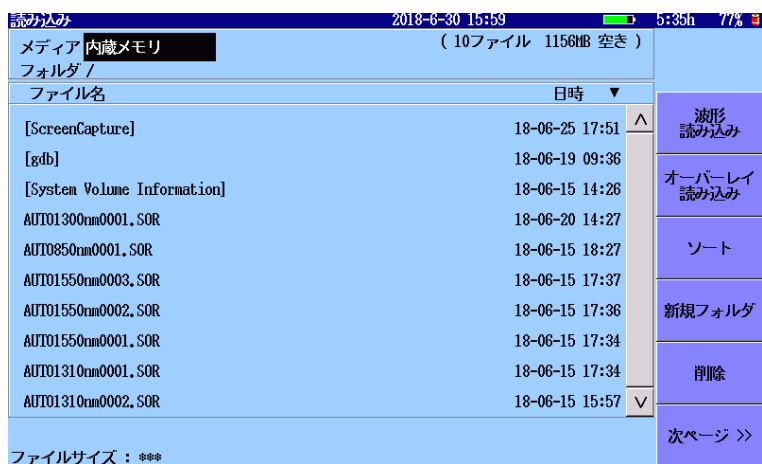 読み込み 2018-6-30 15:59 5:35h 77%
メディア 内蔵メモリ ( 10ファイル 1156MB 空き )
フォルダ /
ファイル名 日時 ▼
[ScreenCapture] 18-06-25 17:51
[gdb] 18-06-19 09:36
[System Volume Information] 18-06-15 14:26
AUTO1300nm0001.SOR 18-06-20 14:27
AUTO850nm0001.SOR 18-06-15 18:27
AUTO1550nm0003.SOR 18-06-15 17:37
AUTO1550nm0002.SOR 18-06-15 17:36
AUTO1550nm0001.SOR 18-06-15 17:34
AUTO1310nm0001.SOR 18-06-15 17:34
AUTO1310nm0002.SOR 18-06-15 15:57
ファイルサイズ : ***
波形
読み込み
オーバーレイ
読み込み
ソート
新規フォルダ
削除
次ページ >>